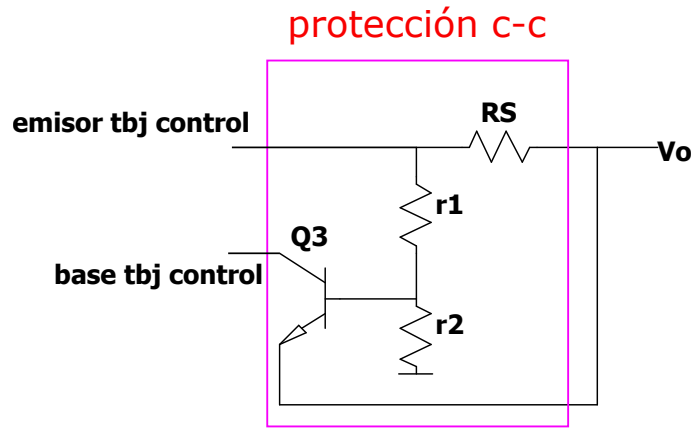 protección c-c
emisor tbj control
RS
Vo
r1
Q3
base tbj control
r2